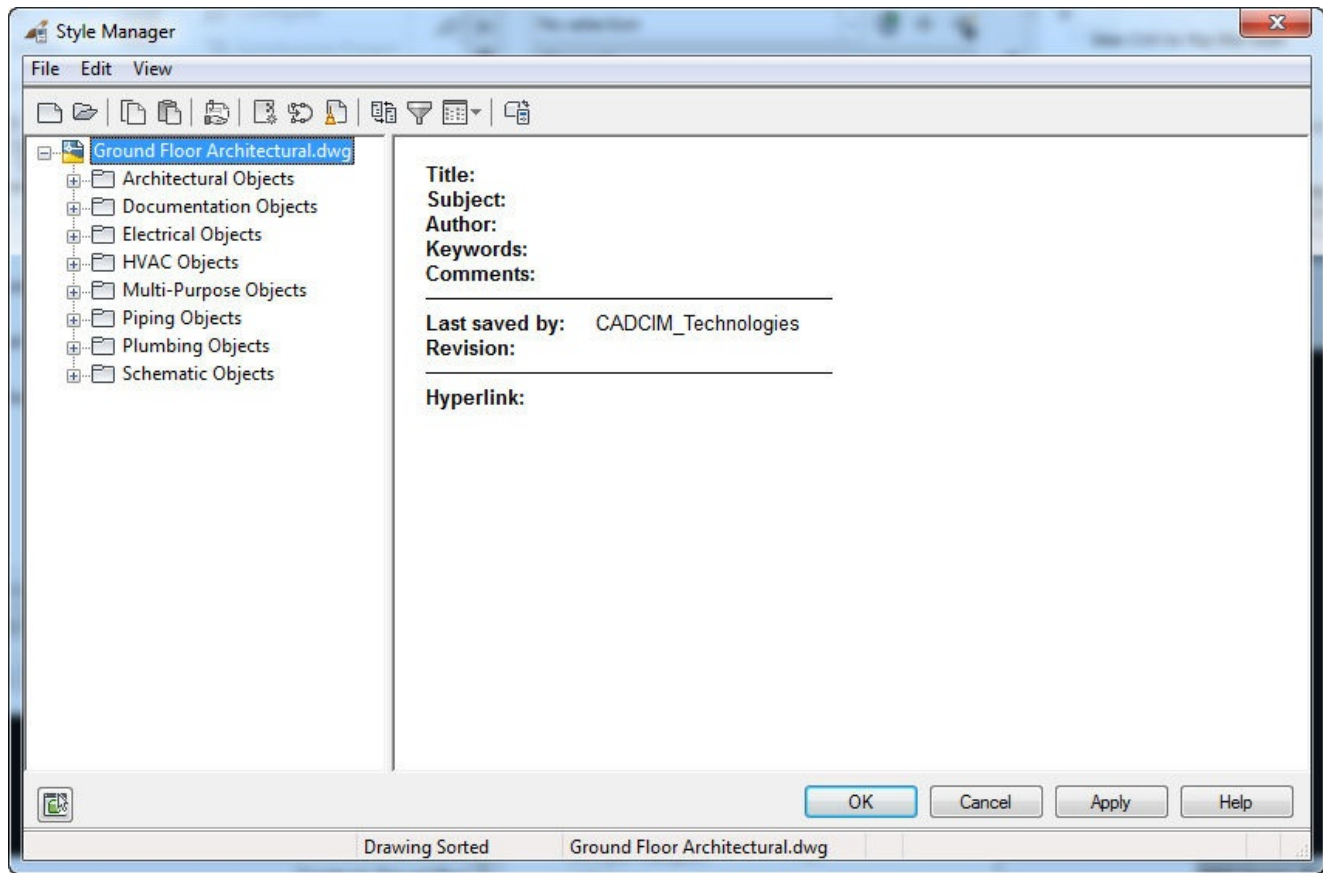 Style Manager
File Edit View
Ground Floor Architectural.dwg
Architectural Objects
Documentation Objects
Electrical Objects
HVAC Objects
Multi-Purpose Objects
Piping Objects
Plumbing Objects
Schematic Objects
Title:
Subject:
Author:
Keywords:
Comments:
Last saved by: CADCIM_Technologies
Revision:
Hyperlink:
OK Cancel Apply Help
Drawing Sorted Ground Floor Architectural.dwg